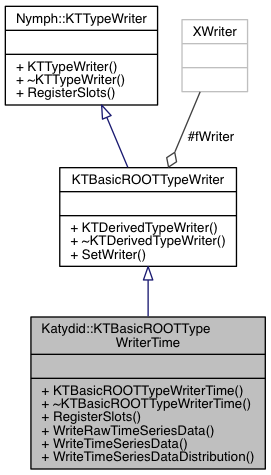 Nymph::KTTypeWriter
+ KTTypeWriter()
+ ~KTTypeWriter()
+ RegisterSlots()
XWriter
#fWriter
KTBasicROOTTypeWriter
+ KTDerivedTypeWriter()
+ ~KTDerivedTypeWriter()
+ SetWriter()
Katydid::KTBasicROOTType
WriterTime
+ KTBasicROOTTypeWriterTime()
+ ~KTBasicROOTTypeWriterTime()
+ RegisterSlots()
+ WriteRawTimeSeriesData()
+ WriteTimeSeriesData()
+ WriteTimeSeriesDataDistribution()